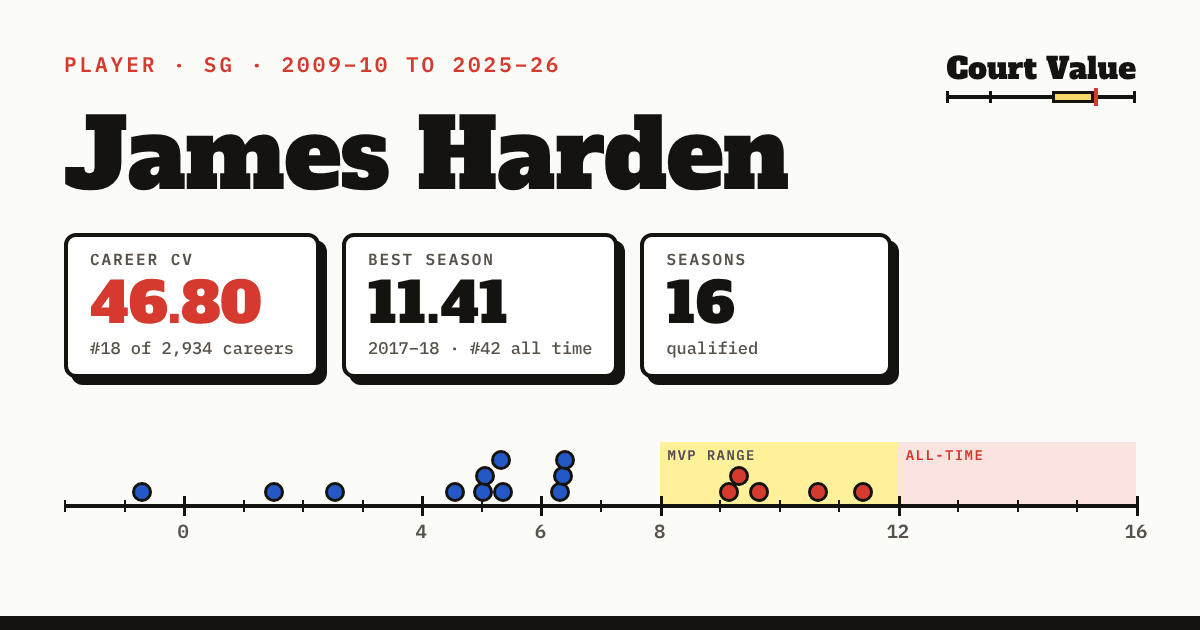 PLAYER · SG · 2009–10 TO 2025–26
Court Value
James Harden
CAREER CV
46.80
#18 of 2,934 careers
BEST SEASON
11.41
2017–18 · #42 all time
SEASONS
16
qualified
MVP RANGE
ALL-TIME
0 4 6 8 12 16